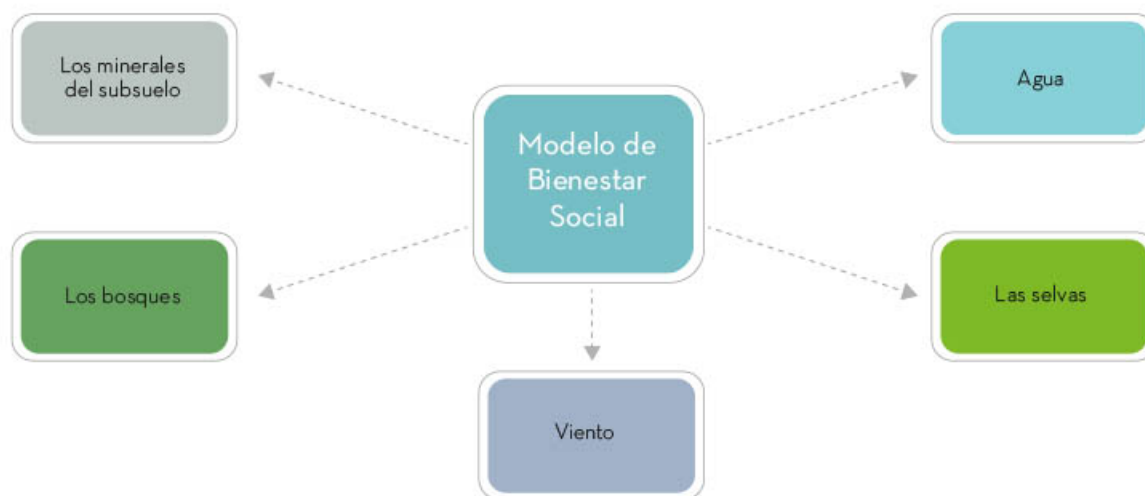 Los minerales
del subsuelo
Modelo de
Bienestar
Social
Agua
Los bosques
Las selvas
Viento